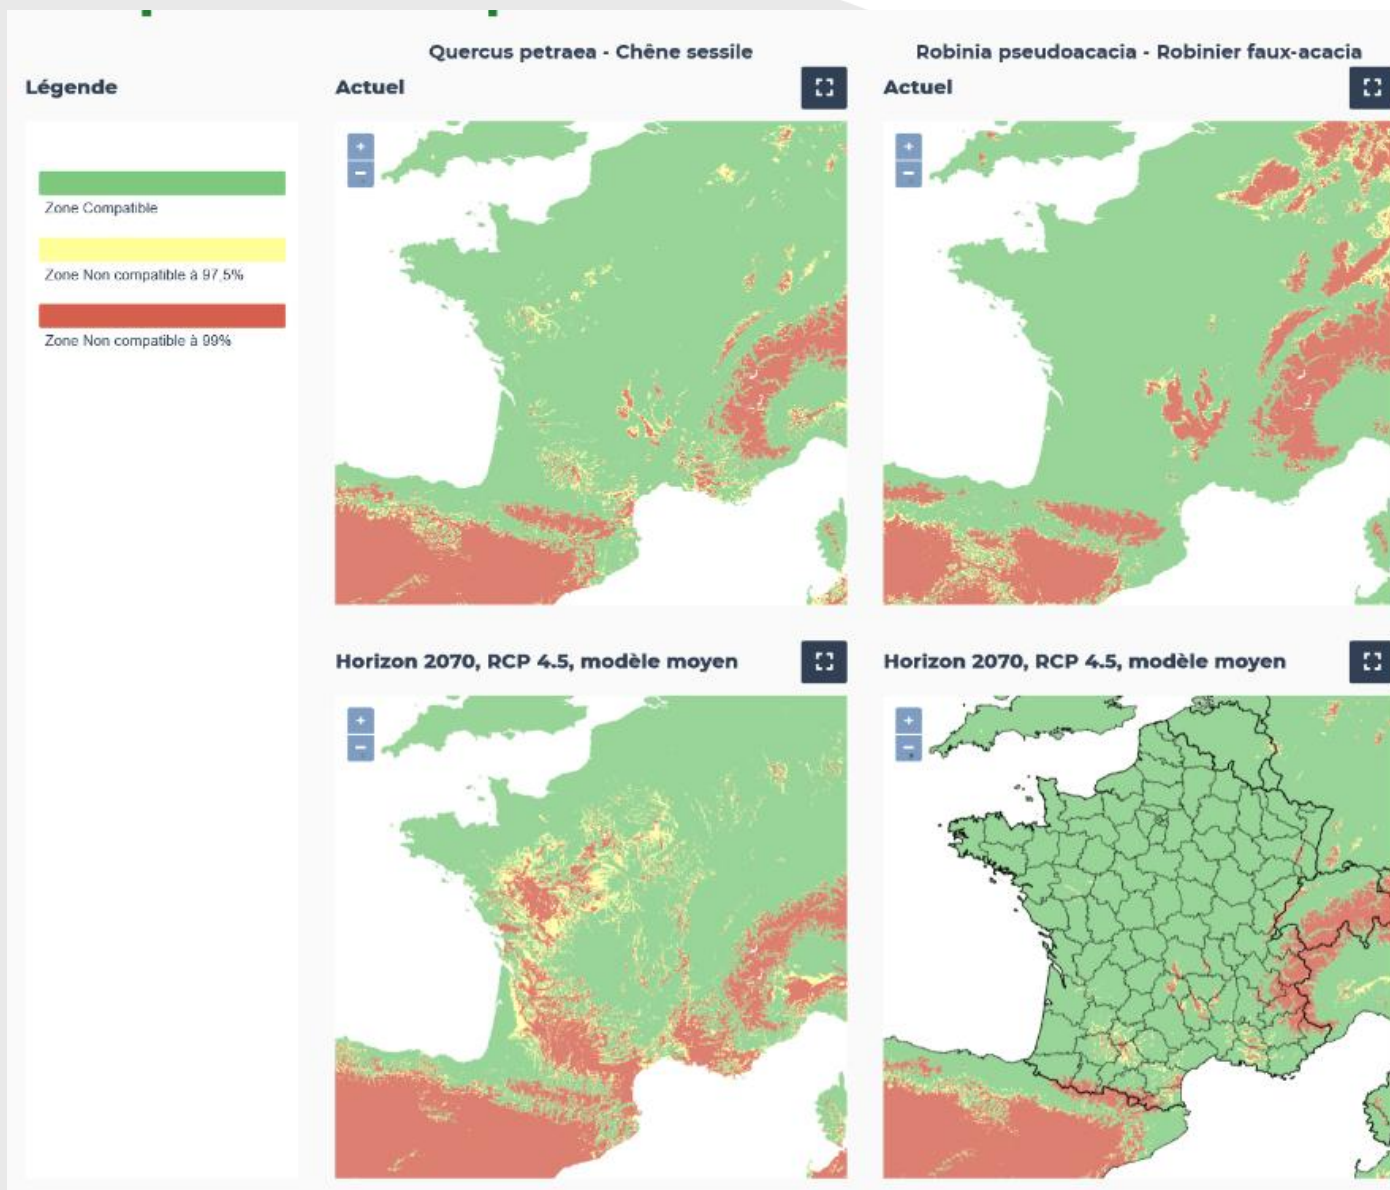 Quercus petraea - Chêne sessile
Robinia pseudoacacia - Robinier faux-acacia
Légende
Actuel
Actuel
+
−
+
−
Zone Compatible
Zone Non compatible à 97,5%
Zone Non compatible à 99%
Horizon 2070, RCP 4.5, modèle moyen
Horizon 2070, RCP 4.5, modèle moyen
+
−
+
−